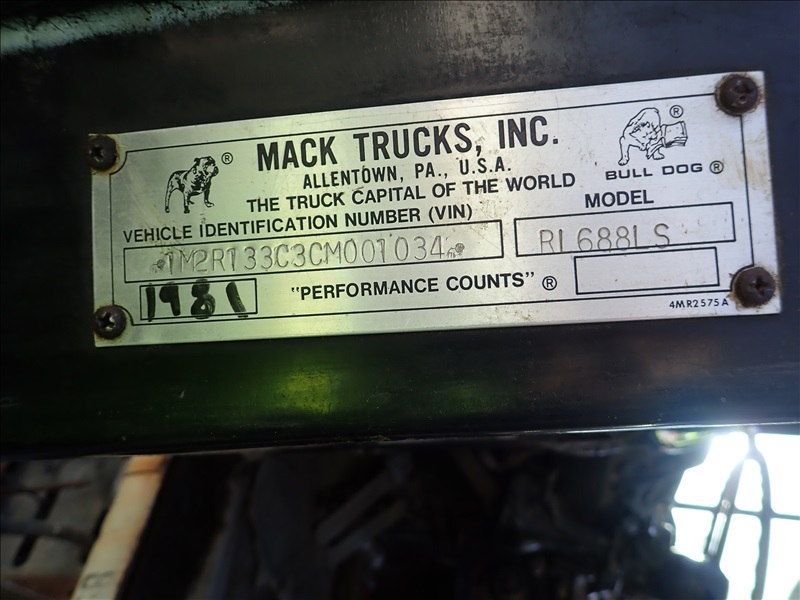 MACK TRUCKS, INC.
ALLENTOWN, PA., U.S.A.
THE TRUCK CAPITAL OF THE WORLD
®
®
BULL DOG ®
VEHICLE IDENTIFICATION NUMBER (VIN)
MODEL
1M2R133C3CM001034
RL688LS
1981
"PERFORMANCE COUNTS" ®
4MR2575A